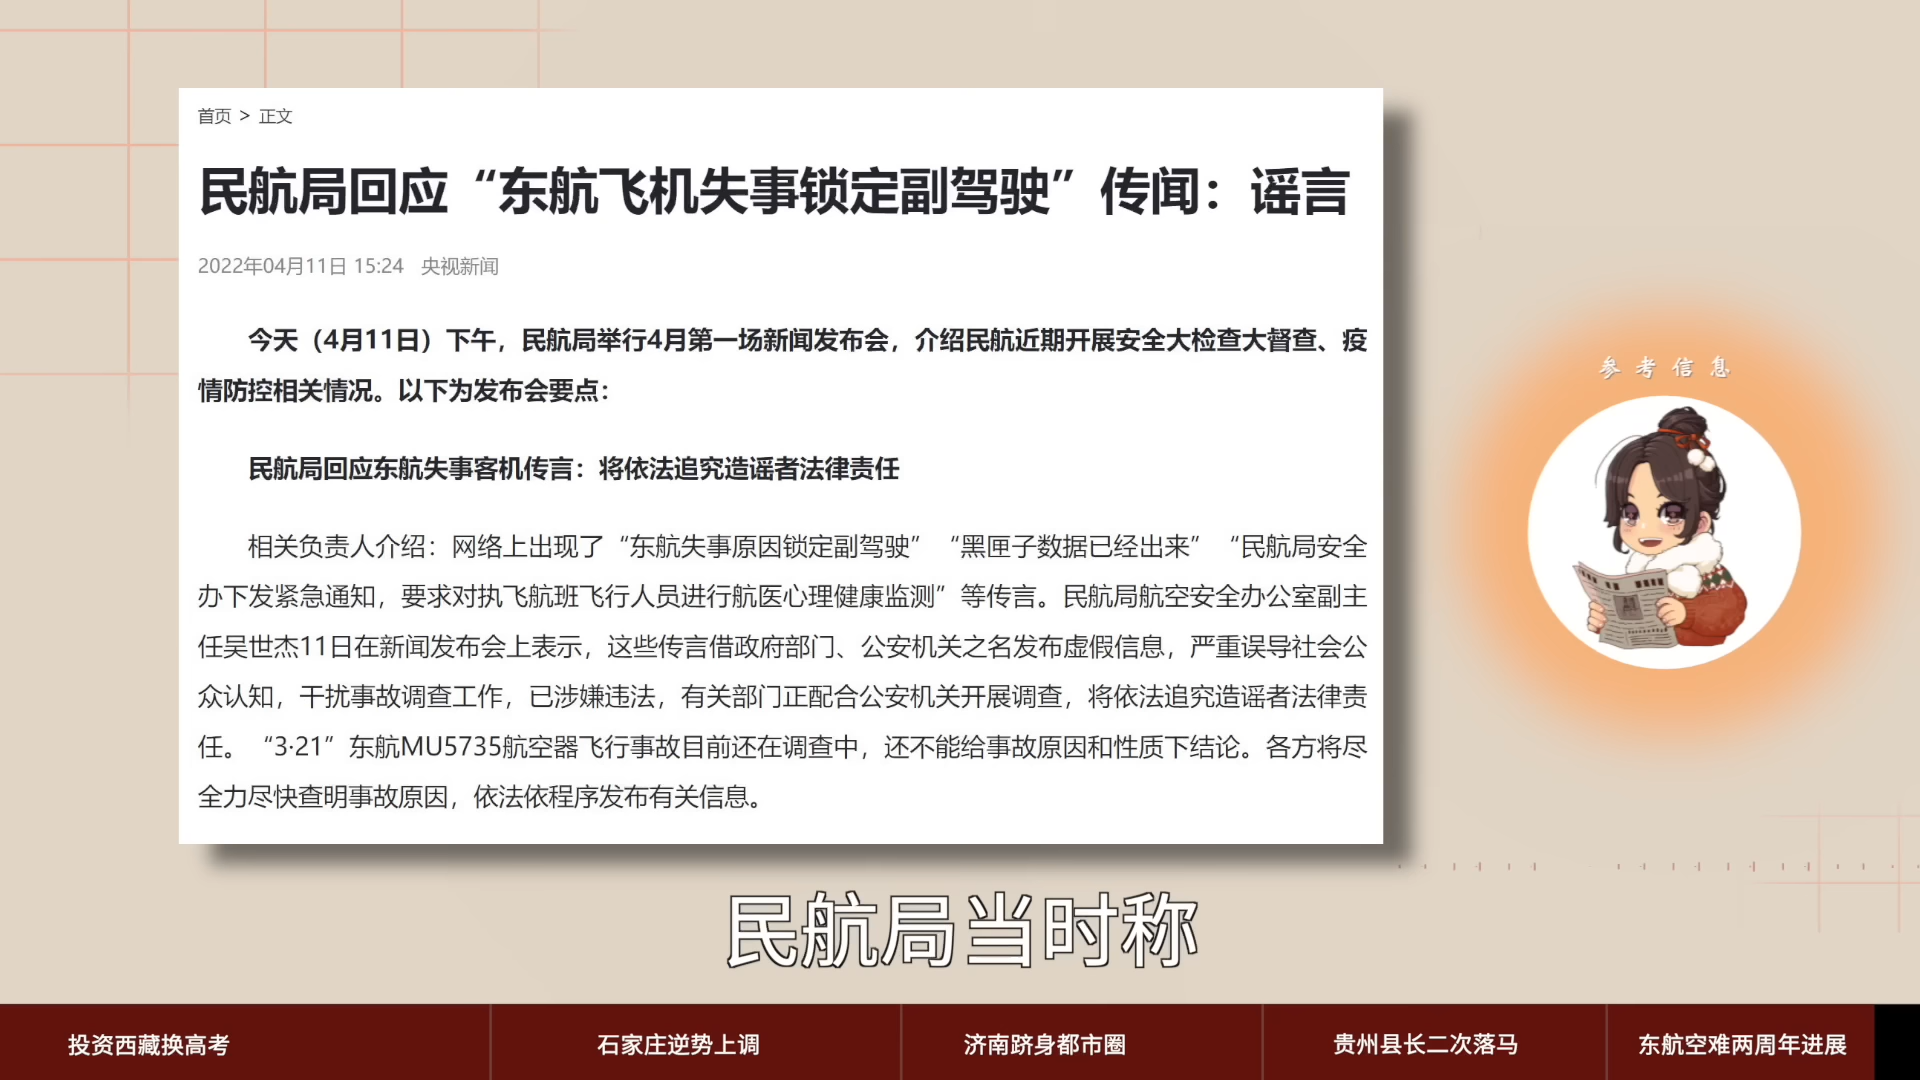 首页 > 正文
民航局回应“东航飞机失事锁定副驾驶”传闻：谣言
2022年04月11日 15:24 央视新闻
今天（4月11日）下午，民航局举行4月第一场新闻发布会，介绍民航近期开展安全大检查大督查、疫
情防控相关情况。以下为发布会要点：
民航局回应东航失事客机传言：将依法追究造谣者法律责任
相关负责人介绍：网络上出现了“东航失事原因锁定副驾驶”“黑匣子数据已经出来”“民航局安全
办下发紧急通知，要求对执飞航班飞行人员进行航医心理健康监测”等传言。民航局航空安全办公室副主
任吴世杰11日在新闻发布会上表示，这些传言借政府部门、公安机关之名发布虚假信息，严重误导社会公
众认知，干扰事故调查工作，已涉嫌违法，有关部门正配合公安机关开展调查，将依法追究造谣者法律责
任。“3·21”东航MU5735航空器飞行事故目前还在调查中，还不能给事故原因和性质下结论。各方将尽
全力尽快查明事故原因，依法依程序发布有关信息。
参考信息
民航局当时称
投资西藏换高考
石家庄逆势上调
济南跻身都市圈
贵州县长二次落马
东航空难两周年进展